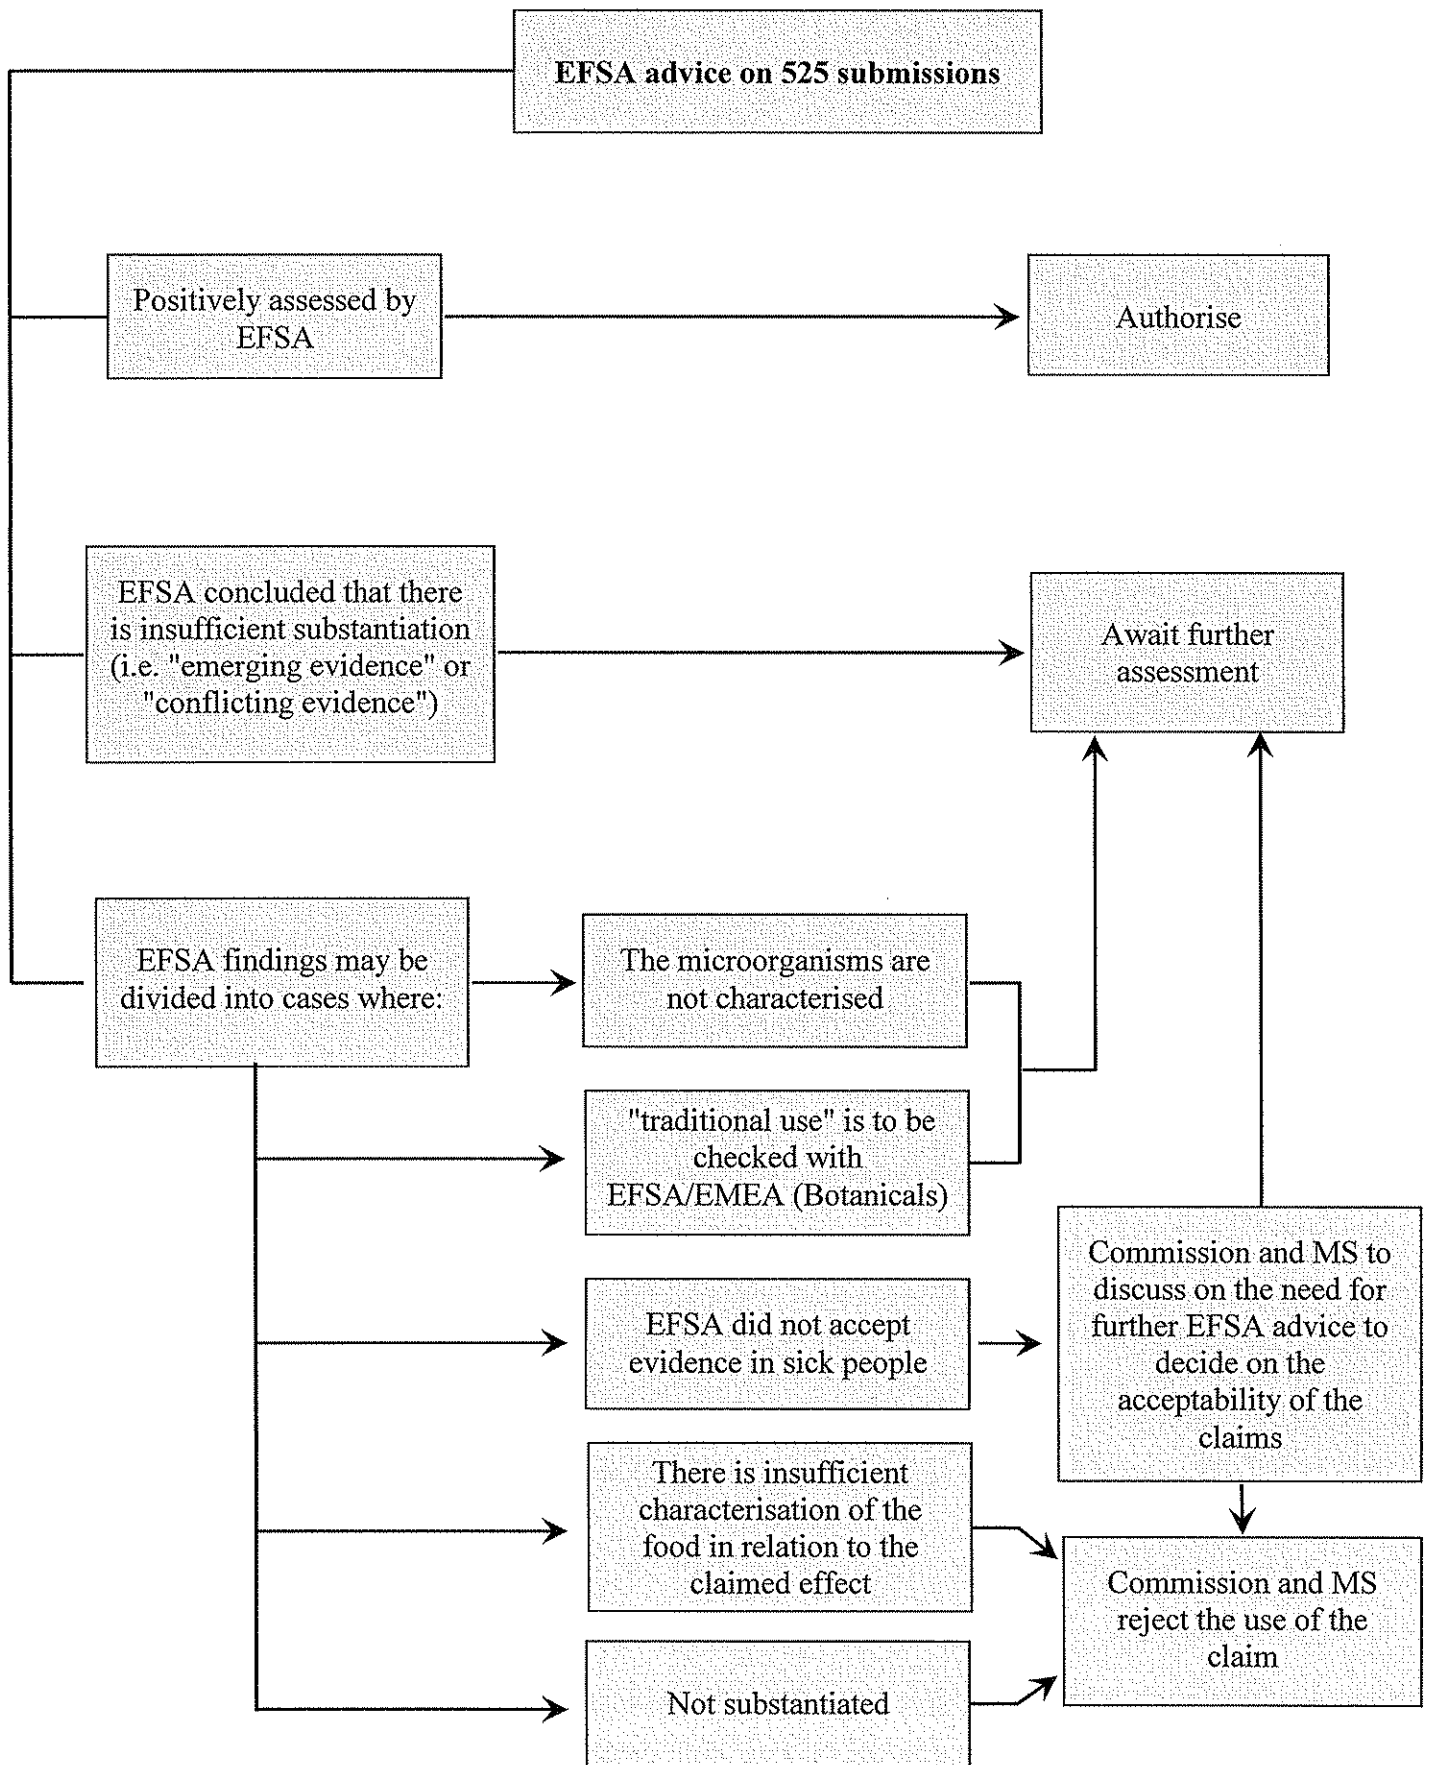 EFSA advice on 525 submissions
Positively assessed by
EFSA
Authorise
EFSA concluded that there
is insufficient substantiation
(i.e. "emerging evidence" or
"conflicting evidence")
Await further
assessment
EFSA findings may be
divided into cases where:
The microorganisms are
not characterised
"traditional use" is to be
checked with
EFSA/EMEA (Botanicals)
EFSA did not accept
evidence in sick people
Commission and MS to
discuss on the need for
further EFSA advice to
decide on the
acceptability of the
claims
There is insufficient
characterisation of the
food in relation to the
claimed effect
Commission and MS
reject the use of the
claim
Not substantiated